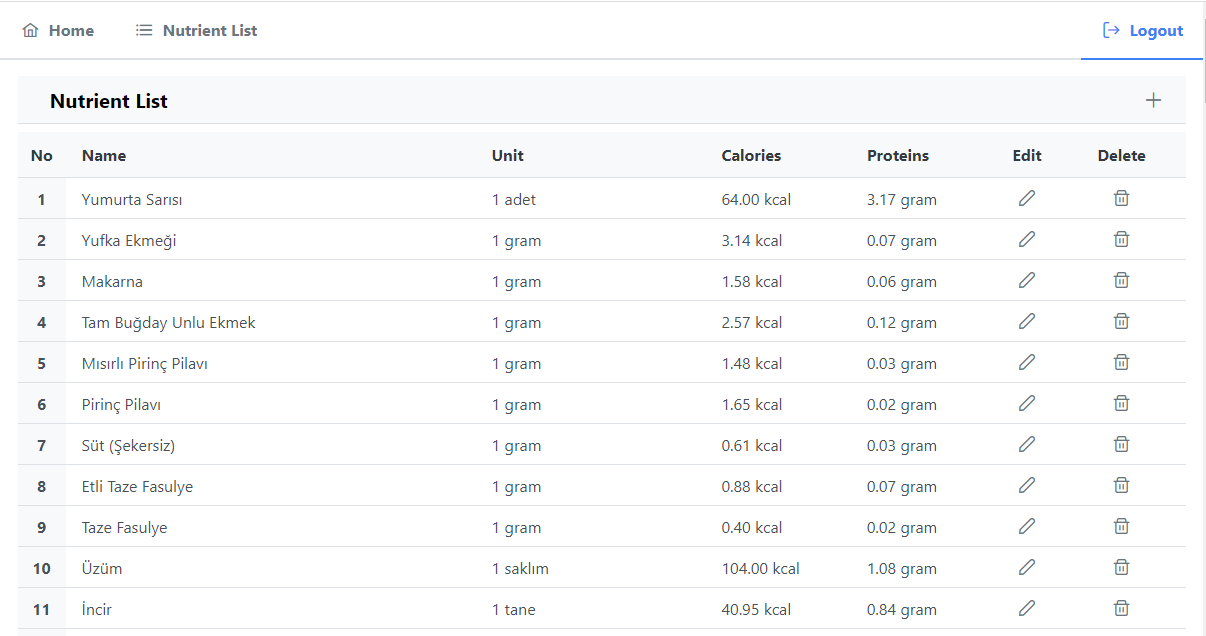 Home Nutrient List Logout
Nutrient List
No Name Unit Calories Proteins Edit Delete
1 Yumurta Sarısı 1 adet 64.00 kcal 3.17 gram
2 Yufka Ekmeği 1 gram 3.14 kcal 0.07 gram
3 Makarna 1 gram 1.58 kcal 0.06 gram
4 Tam Buğday Unlu Ekmek 1 gram 2.57 kcal 0.12 gram
5 Mısırlı Pirinç Pilavı 1 gram 1.48 kcal 0.03 gram
6 Pirinç Pilavı 1 gram 1.65 kcal 0.02 gram
7 Süt (Şekersiz) 1 gram 0.61 kcal 0.03 gram
8 Etli Taze Fasulye 1 gram 0.88 kcal 0.07 gram
9 Taze Fasulye 1 gram 0.40 kcal 0.02 gram
10 Üzüm 1 saklım 104.00 kcal 1.08 gram
11 İncir 1 tane 40.95 kcal 0.84 gram